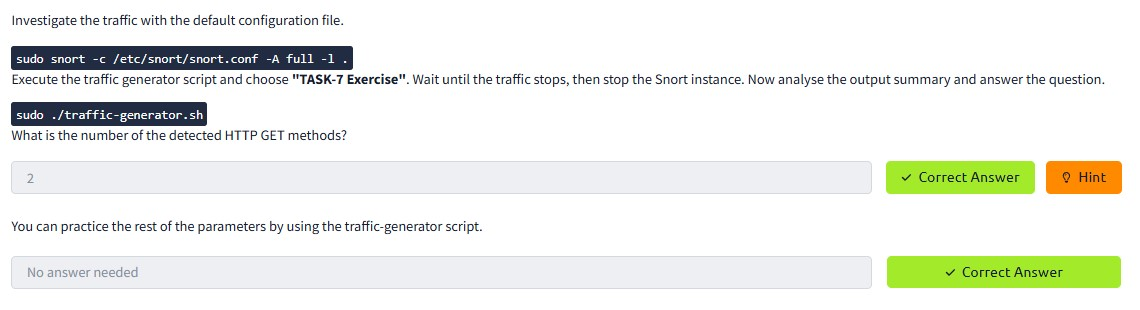 Investigate the traffic with the default configuration file.
sudo snort -c /etc/snort/snort.conf -A full -l .
Execute the traffic generator script and choose "TASK-7 Exercise". Wait until the traffic stops, then stop the Snort instance. Now analyse the output summary and answer the question.
sudo ./traffic-generator.sh
What is the number of the detected HTTP GET methods?
2
Correct Answer
Hint
You can practice the rest of the parameters by using the traffic-generator script.
No answer needed
Correct Answer